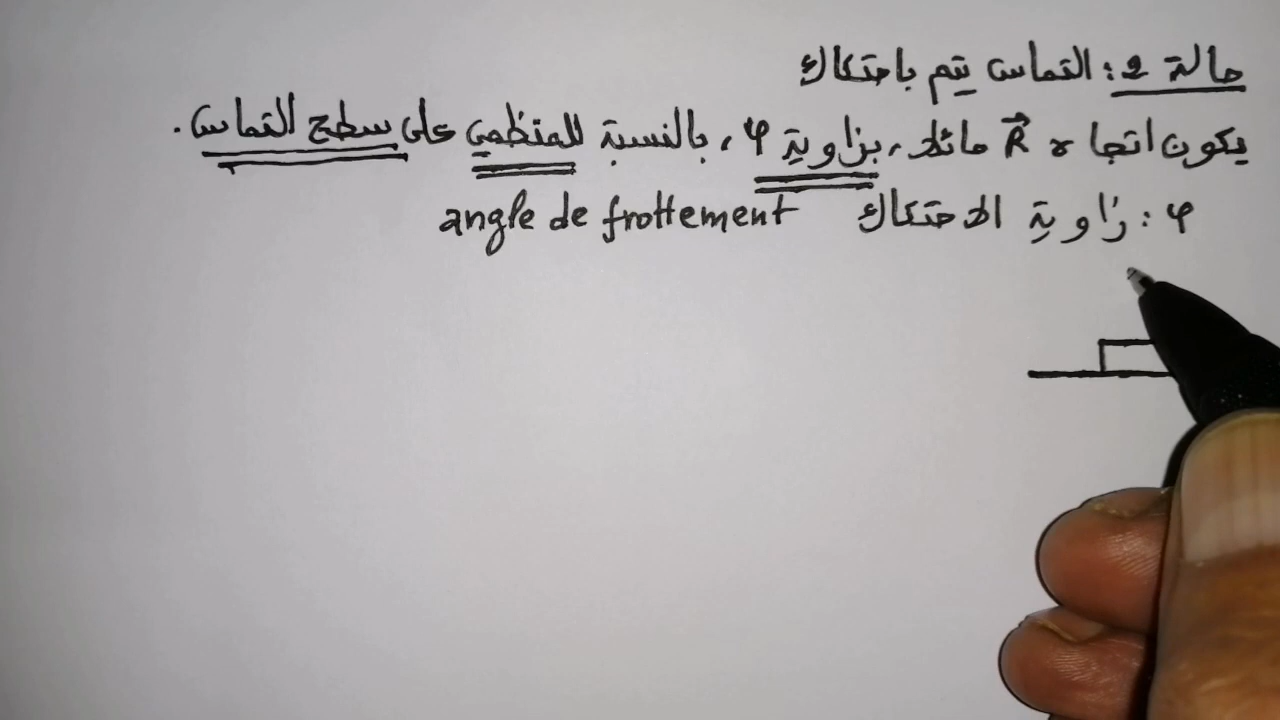 حالة 2: التماس يتم باحتكاك
يكون اتجاه R⃗ مائلا، بزاوية φ، بالنسبة للمنظمي على سطح التماس.
φ: زاوية الاحتكاك angle de frottement